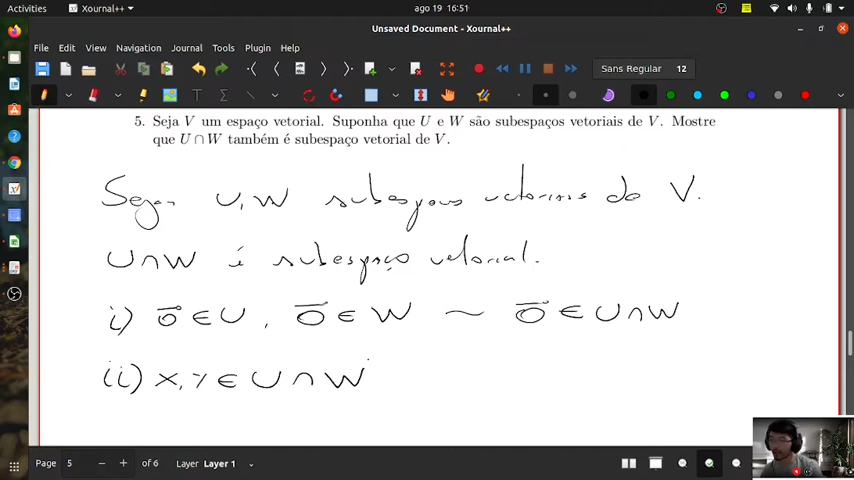 Activities Xournal++ ago 19 16:51
Unsaved Document - Xournal++
File Edit View Navigation Journal Tools Plugin Help
Sans Regular 12
5. Seja V um espaço vetorial. Suponha que U e W são subespaços vetoriais de V. Mostre
que U ∩ W também é subespaço vetorial de V.
Sejam U, W subespaços vetoriais do V.
U ∩ W é subespaço vetorial.
i) 0̄ ∈ U, 0̄ ∈ W ~ 0̄ ∈ U ∩ W
ii) x, y ∈ U ∩ W
Page 5 of 6 Layer Layer 1